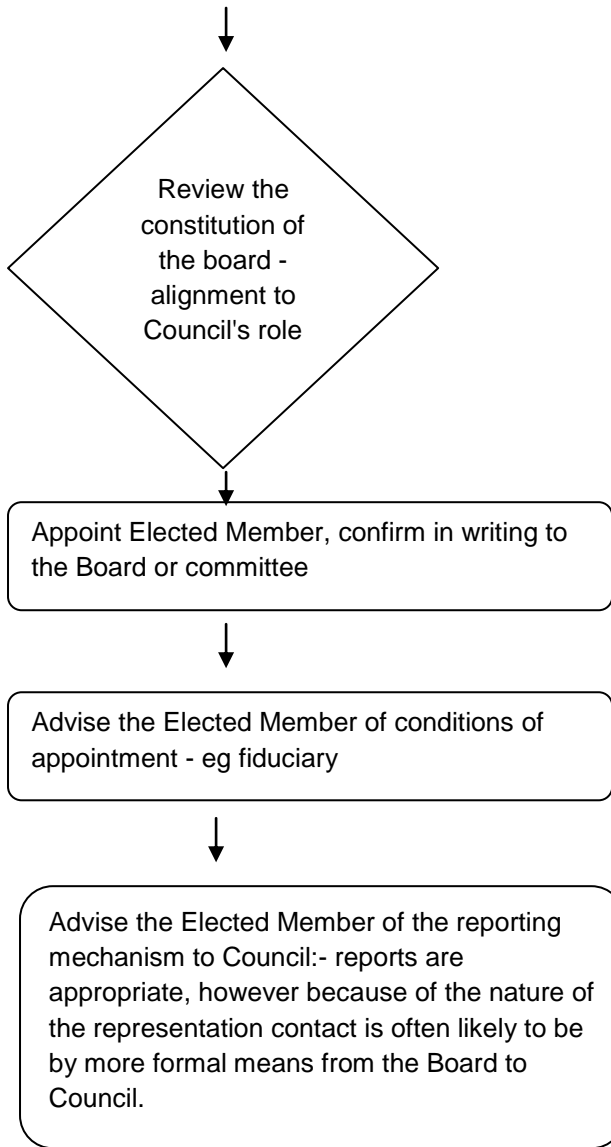 Review the
constitution of
the board -
alignment to
Council's role
Appoint Elected Member, confirm in writing to
the Board or committee
Advise the Elected Member of conditions of
appointment - eg fiduciary
Advise the Elected Member of the reporting
mechanism to Council:- reports are
appropriate, however because of the nature of
the representation contact is often likely to be
by more formal means from the Board to
Council.